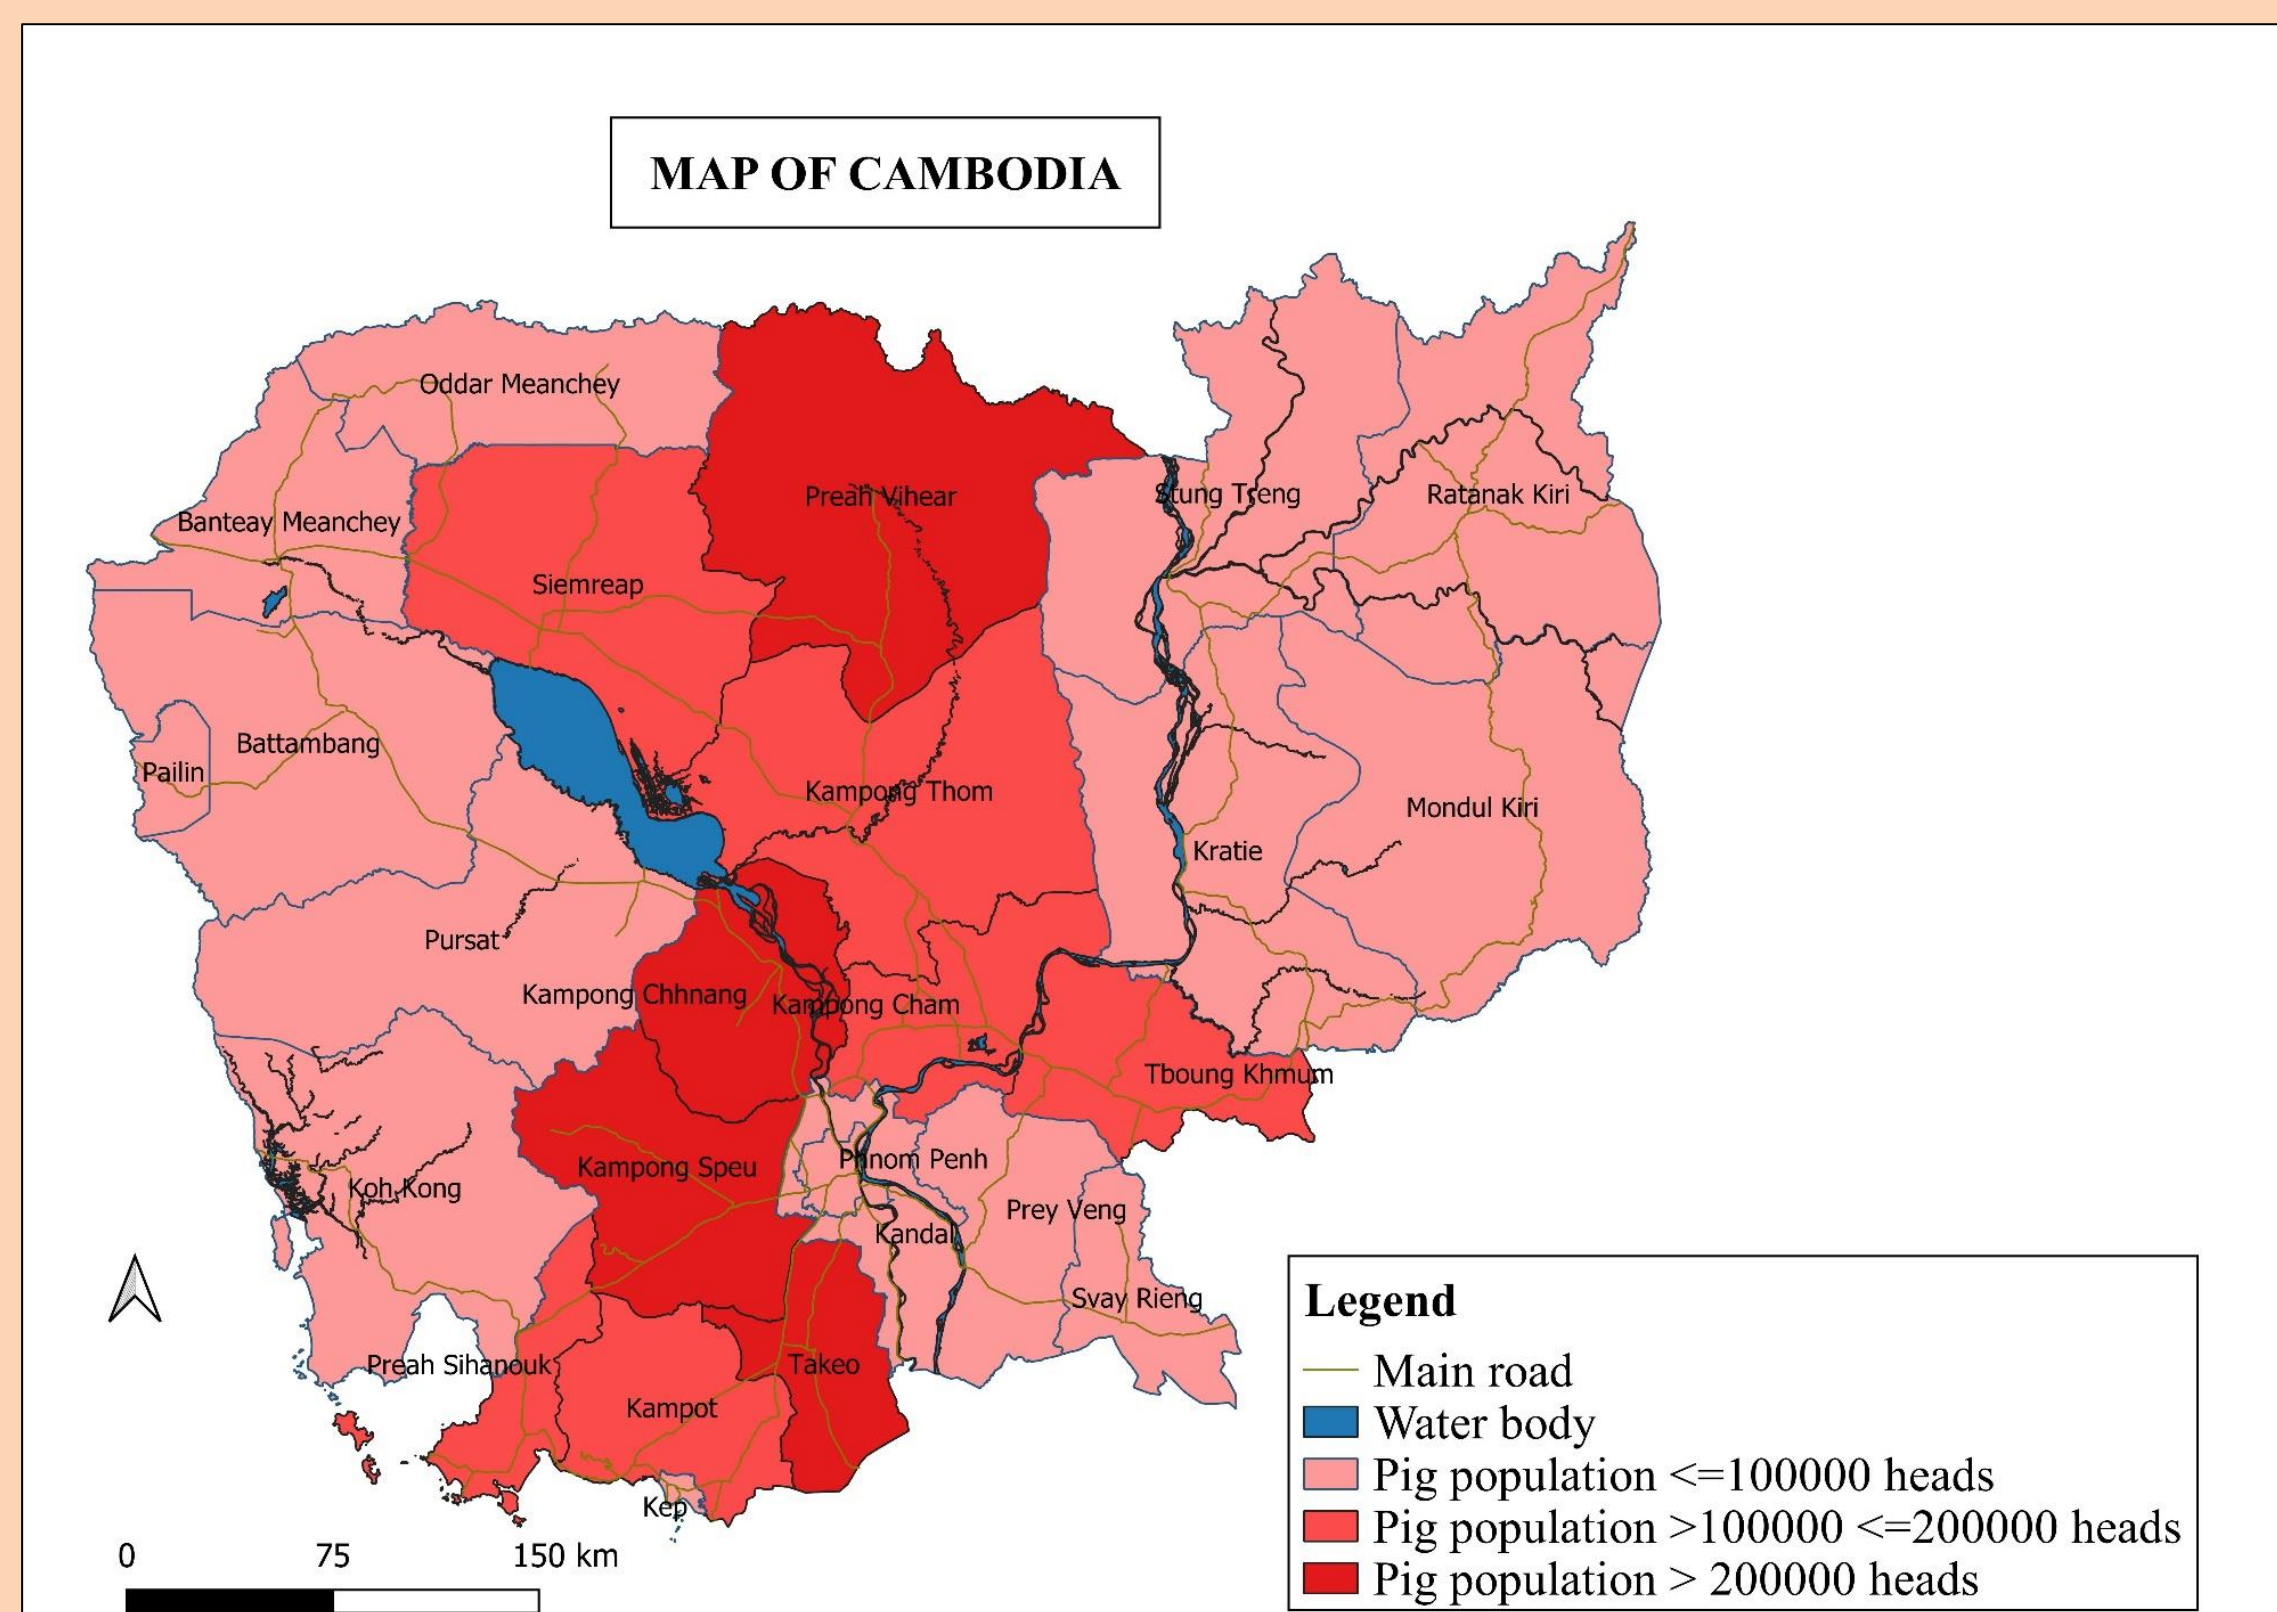 MAP OF CAMBODIA
Oddar Meanchey
Preah Vihear
Stung Treng
Ratanak Kiri
Banteay Meanchey
Siemreap
Battambang
Pailin
Kampong Thom
Mondul Kiri
Kratie
Pursat
Kampong Chhnang
Kampong Cham
Tboung Khmum
Kampong Speu
Phnom Penh
Koh Kong
Prey Veng
Kandal
Svay Rieng
Preah Sihanouk
Takeo
Kampot
Kep
0 75 150 km
Legend
Main road
Water body
Pig population <=100000 heads
Pig population >100000 <=200000 heads
Pig population > 200000 heads